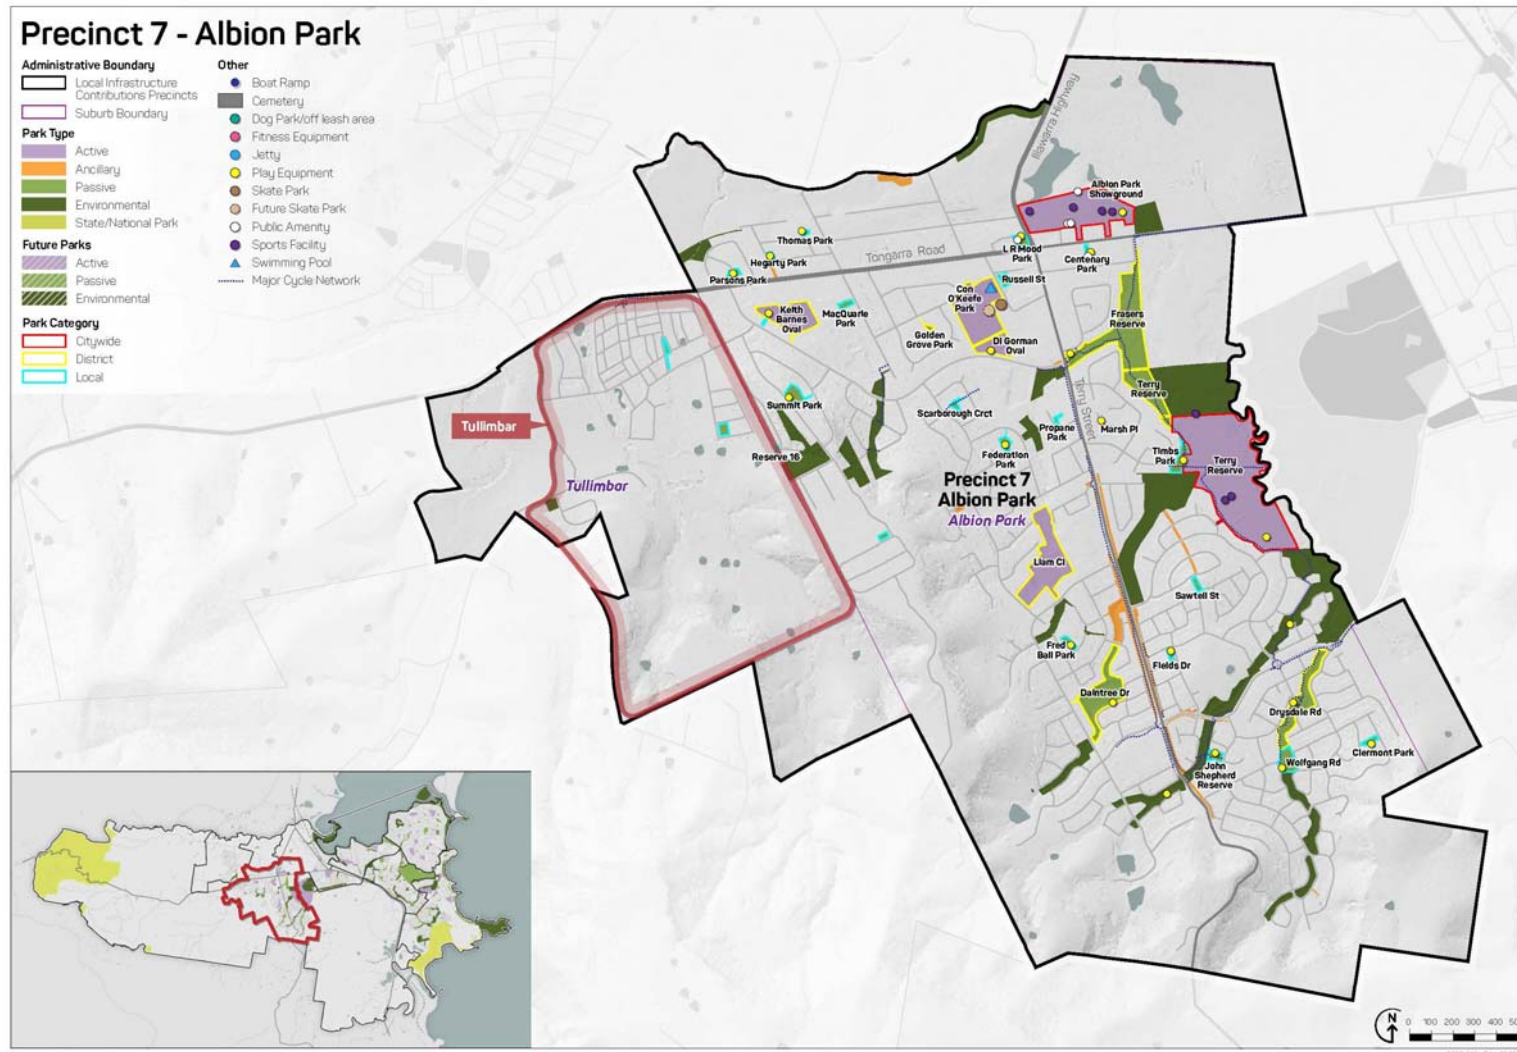 Precinct 7 - Albion Park
Administrative Boundary
Local Infrastructure
Contributions Precincts
Suburb Boundary
Park Type
Active
Ancillary
Passive
Environmental
State/National Park
Future Parks
Active
Passive
Environmental
Park Category
Citywide
District
Local
Other
Boat Ramp
Cemetery
Dog Park/off leash area
Fitness Equipment
Jetty
Play Equipment
Skate Park
Future Skate Park
Public Amenity
Sports Facility
Swimming Pool
Major Cycle Network
Illawarra Highway
Albion Park
Showground
Thomas Park
Hegarty Park
Parsons Park
Tongarra Road
L R Mood
Park
Centenary
Park
Russell St
Con
O'Keefe
Park
Keith
Barnes
Oval
MacQuarie
Park
Golden
Grove Park
Di Gorman
Oval
Frasers
Reserve
Terry
Reserve
Terry Street
Summit Park
Scarborough Crct
Propane
Park
Marsh Pl
Tullimbar
Reserve 16
Federation
Park
Timbs
Park
Terry
Reserve
Tullimbar
Precinct 7
Albion Park
Albion Park
Liam Cl
Sawtell St
Fred
Ball Park
Fields Dr
Daintree Dr
Drysdale Rd
Clermont Park
John
Shepherd
Reserve
Wolfgang Rd
N
0 100 200 300 400